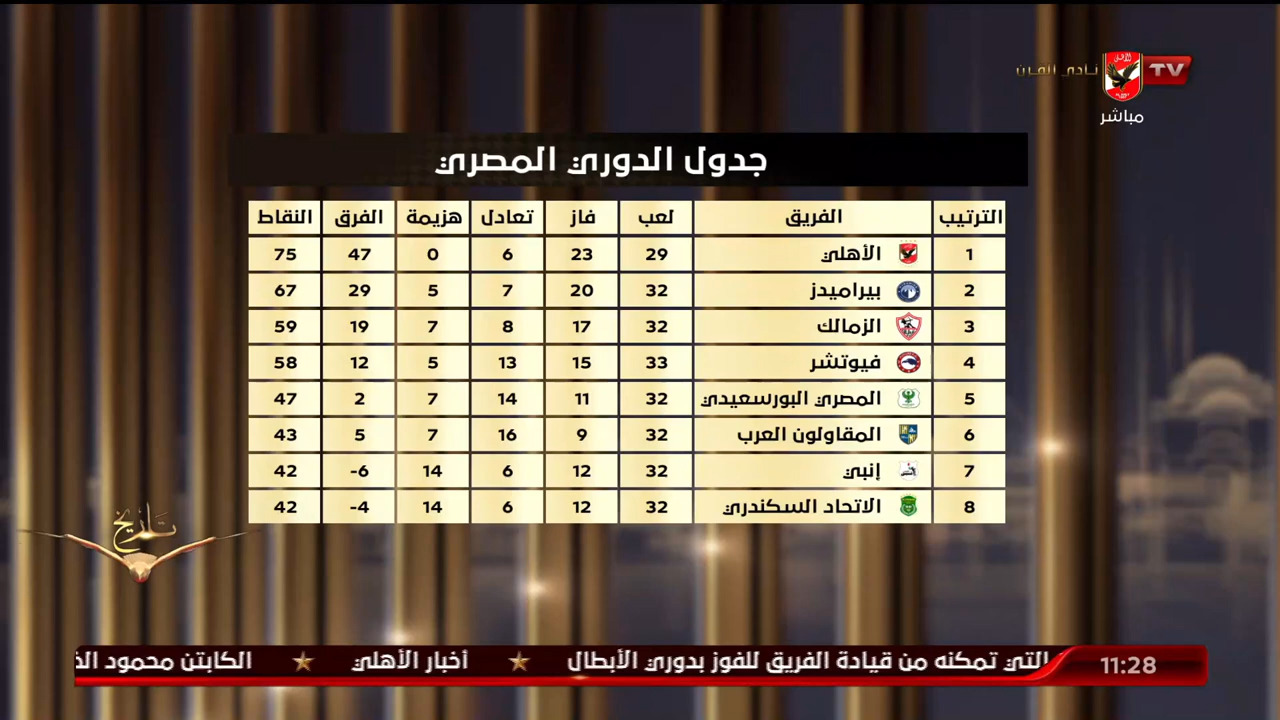 نادي القرن
TV
مباشر
جدول الدوري المصري
الترتيب الفريق لعب فاز تعادل هزيمة الفرق النقاط
1 الأهلي 29 23 6 0 47 75
2 بيراميدز 32 20 7 5 29 67
3 الزمالك 32 17 8 7 19 59
4 فيوتشر 33 15 13 5 12 58
5 المصري البورسعيدي 32 11 14 7 2 47
6 المقاولون العرب 32 9 16 7 5 43
7 إنبي 32 12 6 14 -6 42
8 الاتحاد السكندري 32 12 6 14 -4 42
تاريخ
11:28 التي تمكنه من قيادة الفريق للفوز بدوري الأبطال ★ أخبار الأهلي ★ الكابتن محمود